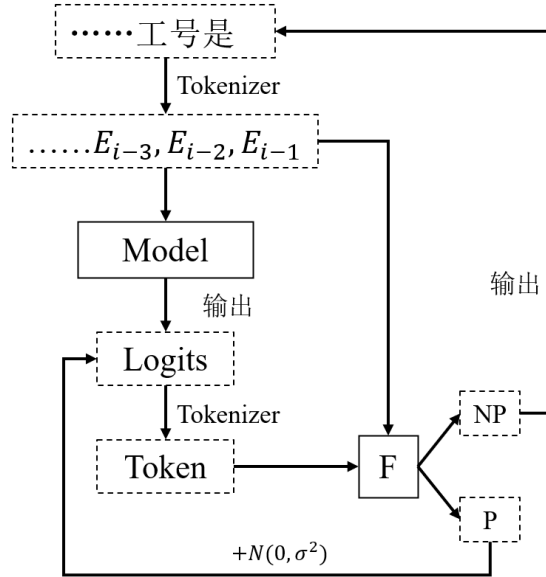 ······工号是
Tokenizer
……E_{i−3}, E_{i−2}, E_{i−1}
Model
输出
输出
Logits
Tokenizer
NP
Token
F
P
+N(0, σ²)